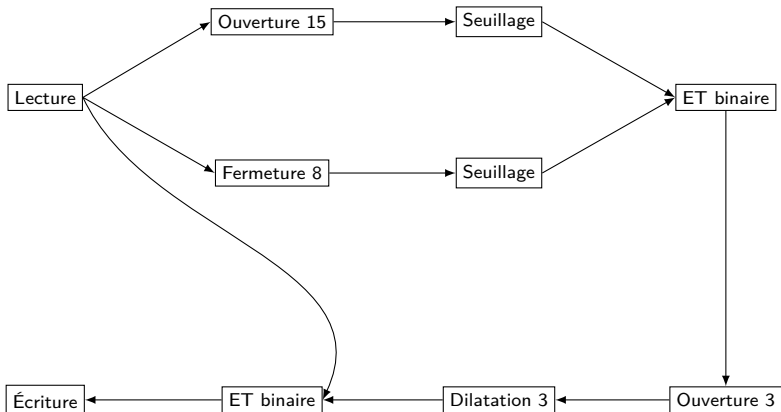 Ouverture 15
Seuillage
Lecture
ET binaire
Fermeture 8
Seuillage
Écriture
ET binaire
Dilatation 3
Ouverture 3